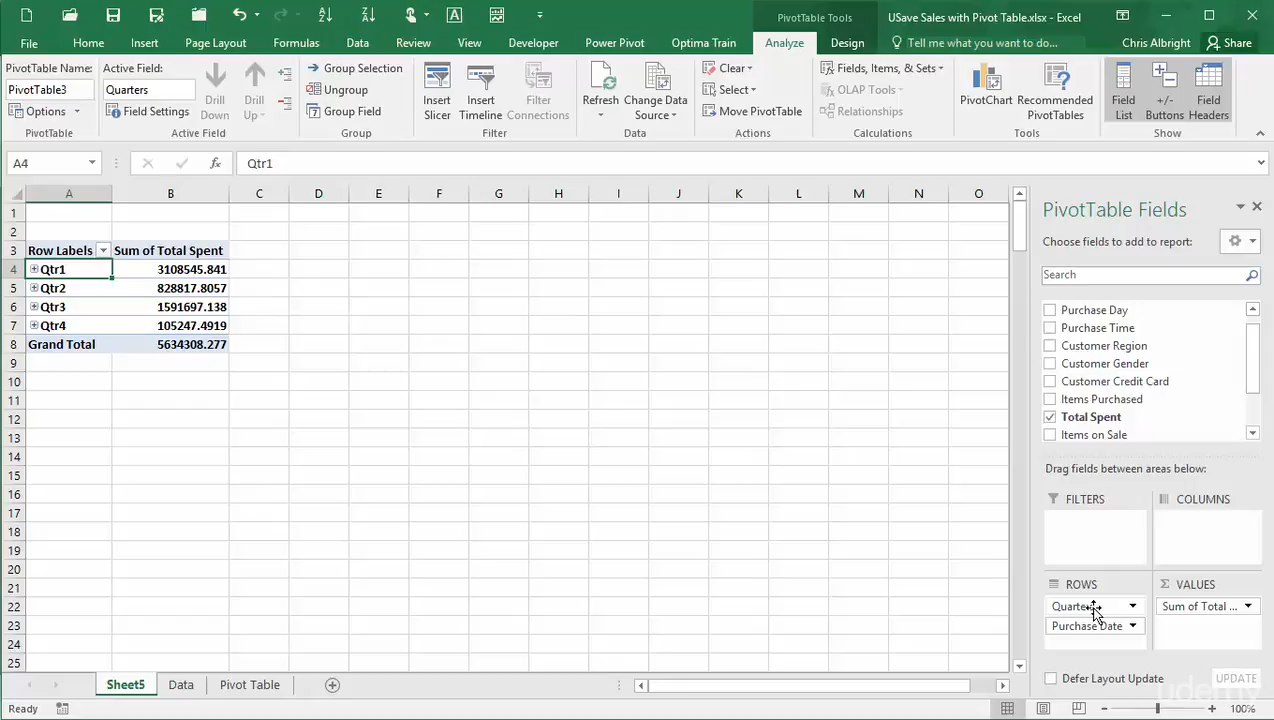 PivotTable Tools
USave Sales with Pivot Table.xlsx - Excel
File Home Insert Page Layout Formulas Data Review View Developer Power Pivot Optima Train Analyze Design Tell me what you want to do... Chris Albright Share
PivotTable Name:
PivotTable3
Options
PivotTable
Active Field:
Quarters
Field Settings
Drill Down
Drill Up
Active Field
Group Selection
Ungroup
Group Field
Group
Insert Slicer
Insert Timeline
Filter Connections
Filter
Refresh
Change Data Source
Data
Clear
Select
Move PivotTable
Actions
Fields, Items, & Sets
OLAP Tools
Relationships
Calculations
PivotChart
Recommended PivotTables
Tools
Field List
+/- Buttons
Field Headers
Show
A4 fx Qtr1
A B C D E F G H I J K L M N O
1
2
3 Row Labels Sum of Total Spent
4 Qtr1 3108545.841
5 Qtr2 828817.8057
6 Qtr3 1591697.138
7 Qtr4 105247.4919
8 Grand Total 5634308.277
9
10
11
12
13
14
15
16
17
18
19
20
21
22
23
24
25
PivotTable Fields
Choose fields to add to report:
Search
Purchase Day
Purchase Time
Customer Region
Customer Gender
Customer Credit Card
Items Purchased
Total Spent
Items on Sale
Drag fields between areas below:
FILTERS COLUMNS
ROWS Σ VALUES
Sum of Total ...
Purchase Date
Defer Layout Update UPDATE
Sheet5 Data Pivot Table
Ready 100%
udemy